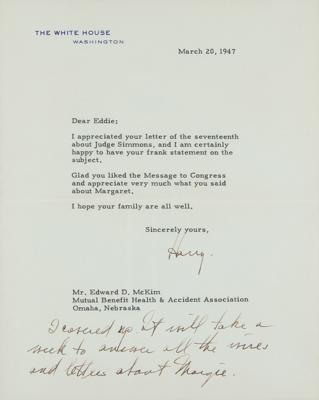 THE WHITE HOUSE
WASHINGTON
March 20, 1947
Dear Eddie:
I appreciated your letter of the seventeenth
about Judge Simmons, and I am certainly
happy to have your frank statement on the
subject.
Glad you liked the Message to Congress
and appreciate very much what you said
about Margaret.
I hope your family are all well.
Sincerely yours,
Harry.
Mr. Edward D. McKim
Mutual Benefit Health & Accident Association
Omaha, Nebraska
I covered up. It will take a
week to answer all the wires
and letters about Margie.